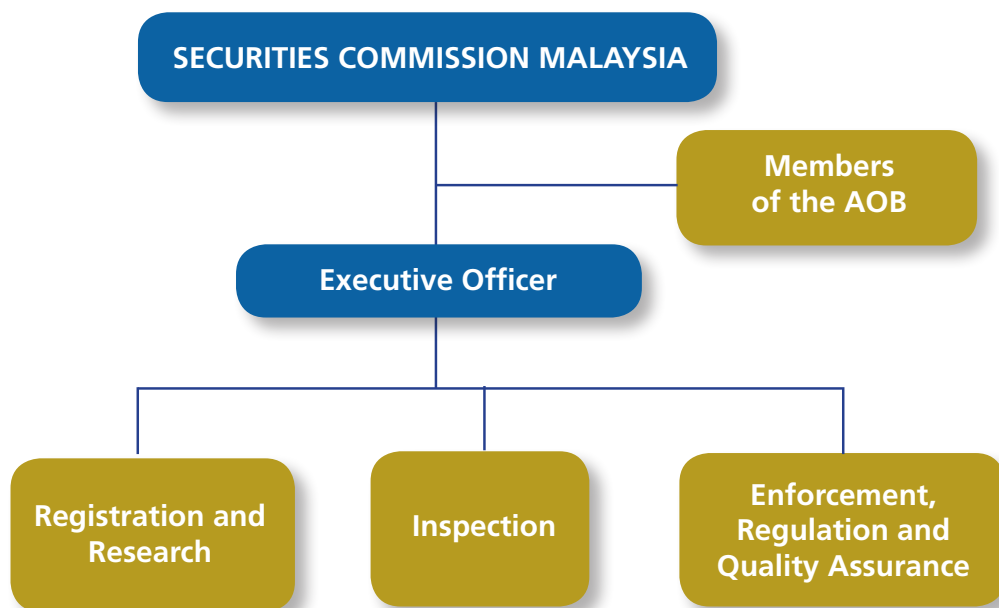 SECURITIES COMMISSION MALAYSIA
Members
of the AOB
Executive Officer
Registration and
Research
Inspection
Enforcement,
Regulation and
Quality Assurance